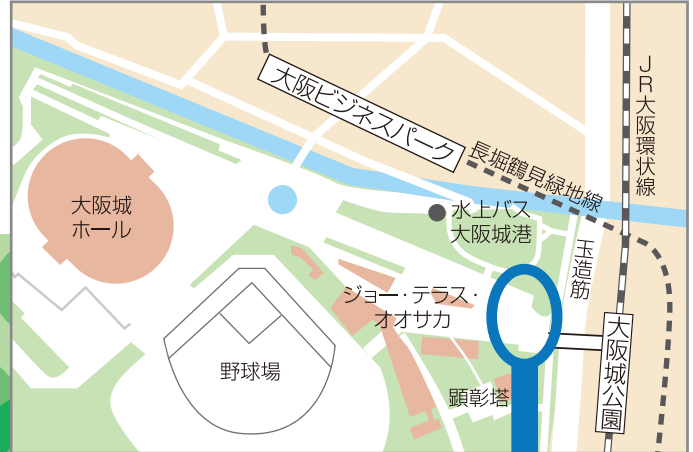 大阪ビジネスパーク
JR大阪環状線
長堀鶴見緑地線
大阪城
ホール
水上バス
大阪城港
玉造筋
ジョー・テラス・
オオサカ
大阪城公園
野球場
顕彰塔